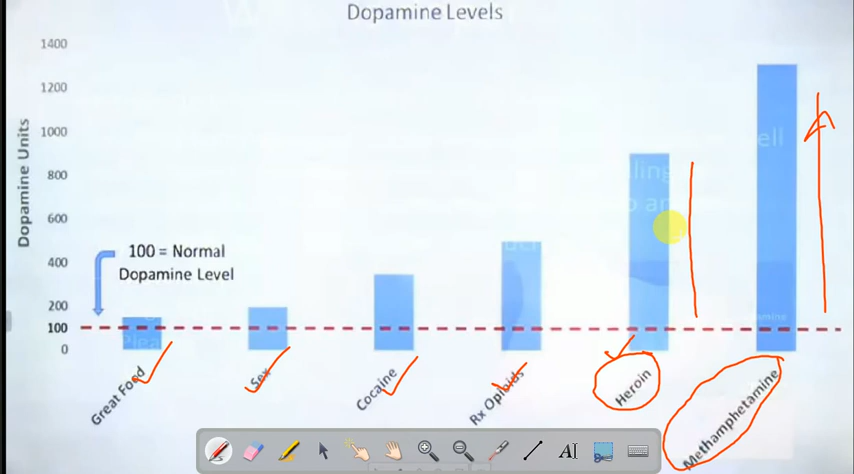 Dopamine Levels
1400
1200
1000
800
600
400
200
100
0
Dopamine Units
100 = Normal
Dopamine Level
Great Food
Sex
Cocaine
Rx Opioids
Heroin
Methamphetamine
AI